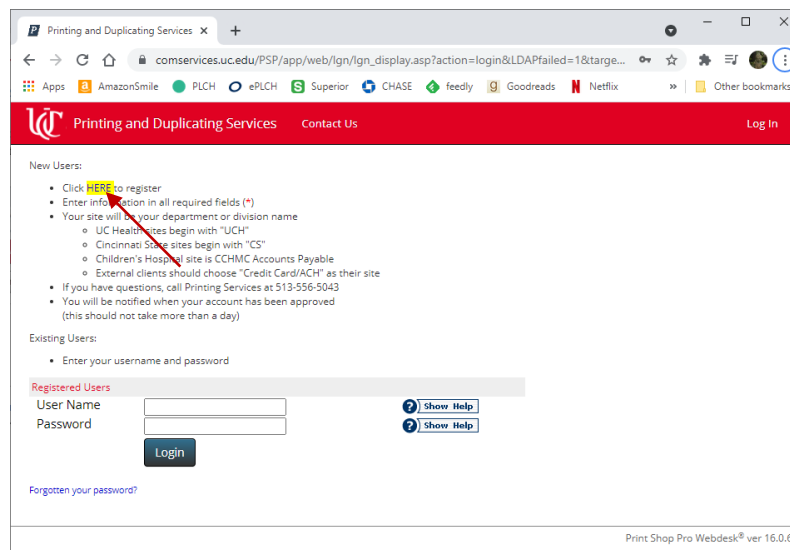 Printing and Duplicating Services
comservices.uc.edu/PSP/app/web/lgn/lgn_display.asp?action=login&LDAPfailed=1&targe...
Apps AmazonSmile PLCH ePLCH Superior CHASE feedly Goodreads Netflix » Other bookmarks
UC Printing and Duplicating Services Contact Us Log In
New Users:
• Click HERE to register
• Enter information in all required fields (*)
• Your site will be your department or division name
UC Health sites begin with "UCH"
Cincinnati State sites begin with "CS"
Children's Hospital site is CCHMC Accounts Payable
External clients should choose "Credit Card/ACH" as their site
• If you have questions, call Printing Services at 513-556-5043
• You will be notified when your account has been approved
(this should not take more than a day)
Existing Users:
• Enter your username and password
Registered Users
User Name Show Help
Password Show Help
Login
Forgotten your password?
Print Shop Pro Webdesk® ver 16.0.6